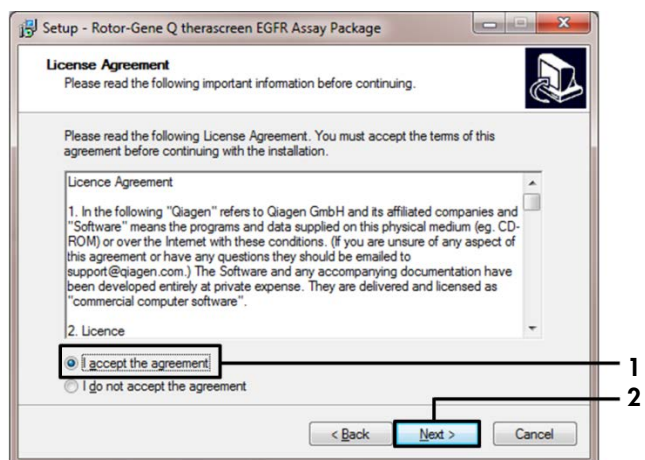 Setup - Rotor-Gene Q therascreen EGFR Assay Package
License Agreement
Please read the following important information before continuing.
Please read the following License Agreement. You must accept the terms of this
agreement before continuing with the installation.
Licence Agreement
1. In the following "Qiagen" refers to Qiagen GmbH and its affiliated companies and
"Software" means the programs and data supplied on this physical medium (eg. CD-
ROM) or over the Internet with these conditions. (If you are unsure of any aspect of
this agreement or have any questions they should be emailed to
support@qiagen.com.) The Software and any accompanying documentation have
been developed entirely at private expense. They are delivered and licensed as
"commercial computer software".
2. Licence
I accept the agreement
1
I do not accept the agreement
2
< Back Next > Cancel